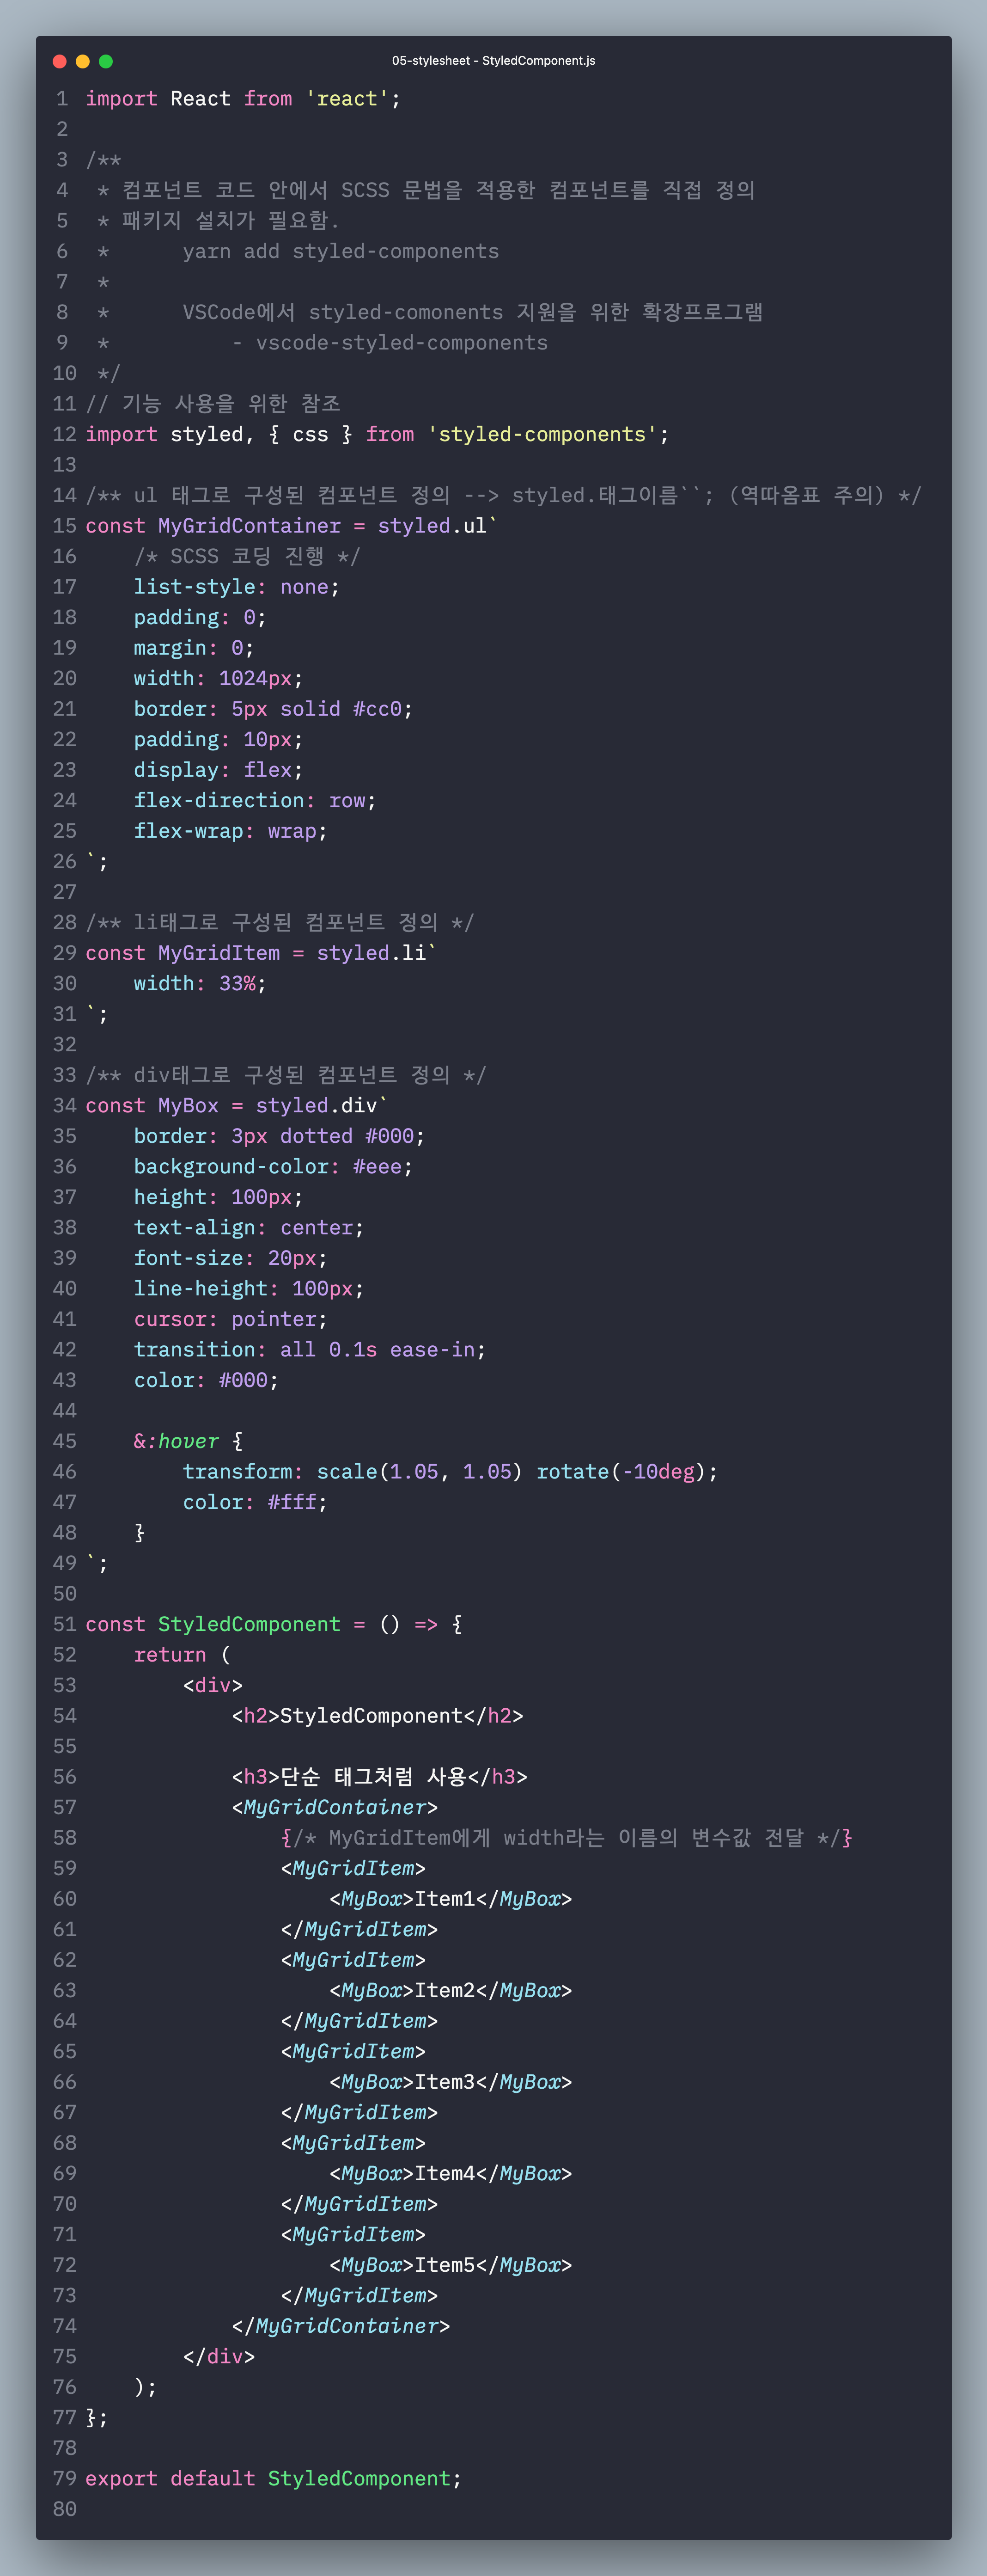 05-stylesheet - StyledComponent.js
1 import React from 'react';
2
3 /**
4  * 컴포넌트 코드 안에서 SCSS 문법을 적용한 컴포넌트를 직접 정의
5  * 패키지 설치가 필요함.
6  *      yarn add styled-components
7  *
8  *      VSCode에서 styled-comonents 지원을 위한 확장프로그램
9  *          - vscode-styled-components
10  */
11 // 기능 사용을 위한 참조
12 import styled, { css } from 'styled-components';
13
14 /** ul 태그로 구성된 컴포넌트 정의 --> styled.태그이름``; (역따옴표 주의) */
15 const MyGridContainer = styled.ul`
16     /* SCSS 코딩 진행 */
17     list-style: none;
18     padding: 0;
19     margin: 0;
20     width: 1024px;
21     border: 5px solid #cc0;
22     padding: 10px;
23     display: flex;
24     flex-direction: row;
25     flex-wrap: wrap;
26 `;
27
28 /** li태그로 구성된 컴포넌트 정의 */
29 const MyGridItem = styled.li`
30     width: 33%;
31 `;
32
33 /** div태그로 구성된 컴포넌트 정의 */
34 const MyBox = styled.div`
35     border: 3px dotted #000;
36     background-color: #eee;
37     height: 100px;
38     text-align: center;
39     font-size: 20px;
40     line-height: 100px;
41     cursor: pointer;
42     transition: all 0.1s ease-in;
43     color: #000;
44
45     &:hover {
46         transform: scale(1.05, 1.05) rotate(-10deg);
47         color: #fff;
48     }
49 `;
50
51 const StyledComponent = () => {
52     return (
53         <div>
54             <h2>StyledComponent</h2>
55
56             <h3>단순 태그처럼 사용</h3>
57             <MyGridContainer>
58                 {/* MyGridItem에게 width라는 이름의 변수값 전달 */}
59                 <MyGridItem>
60                     <MyBox>Item1</MyBox>
61                 </MyGridItem>
62                 <MyGridItem>
63                     <MyBox>Item2</MyBox>
64                 </MyGridItem>
65                 <MyGridItem>
66                     <MyBox>Item3</MyBox>
67                 </MyGridItem>
68                 <MyGridItem>
69                     <MyBox>Item4</MyBox>
70                 </MyGridItem>
71                 <MyGridItem>
72                     <MyBox>Item5</MyBox>
73                 </MyGridItem>
74             </MyGridContainer>
75         </div>
76     );
77 };
78
79 export default StyledComponent;
80